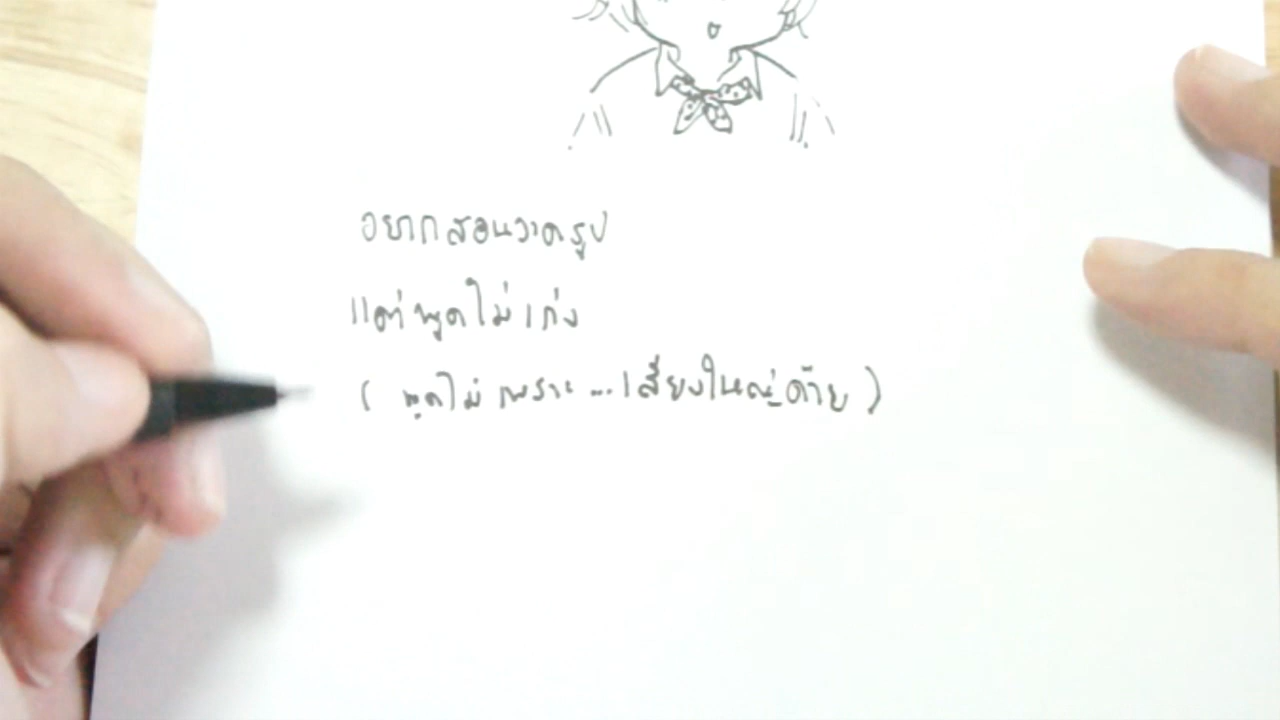 อยากสอนวาดรูป
แต่พูดไม่เก่ง
( พูดไม่เพราะ ... เสียงใหญ่ด้วย )